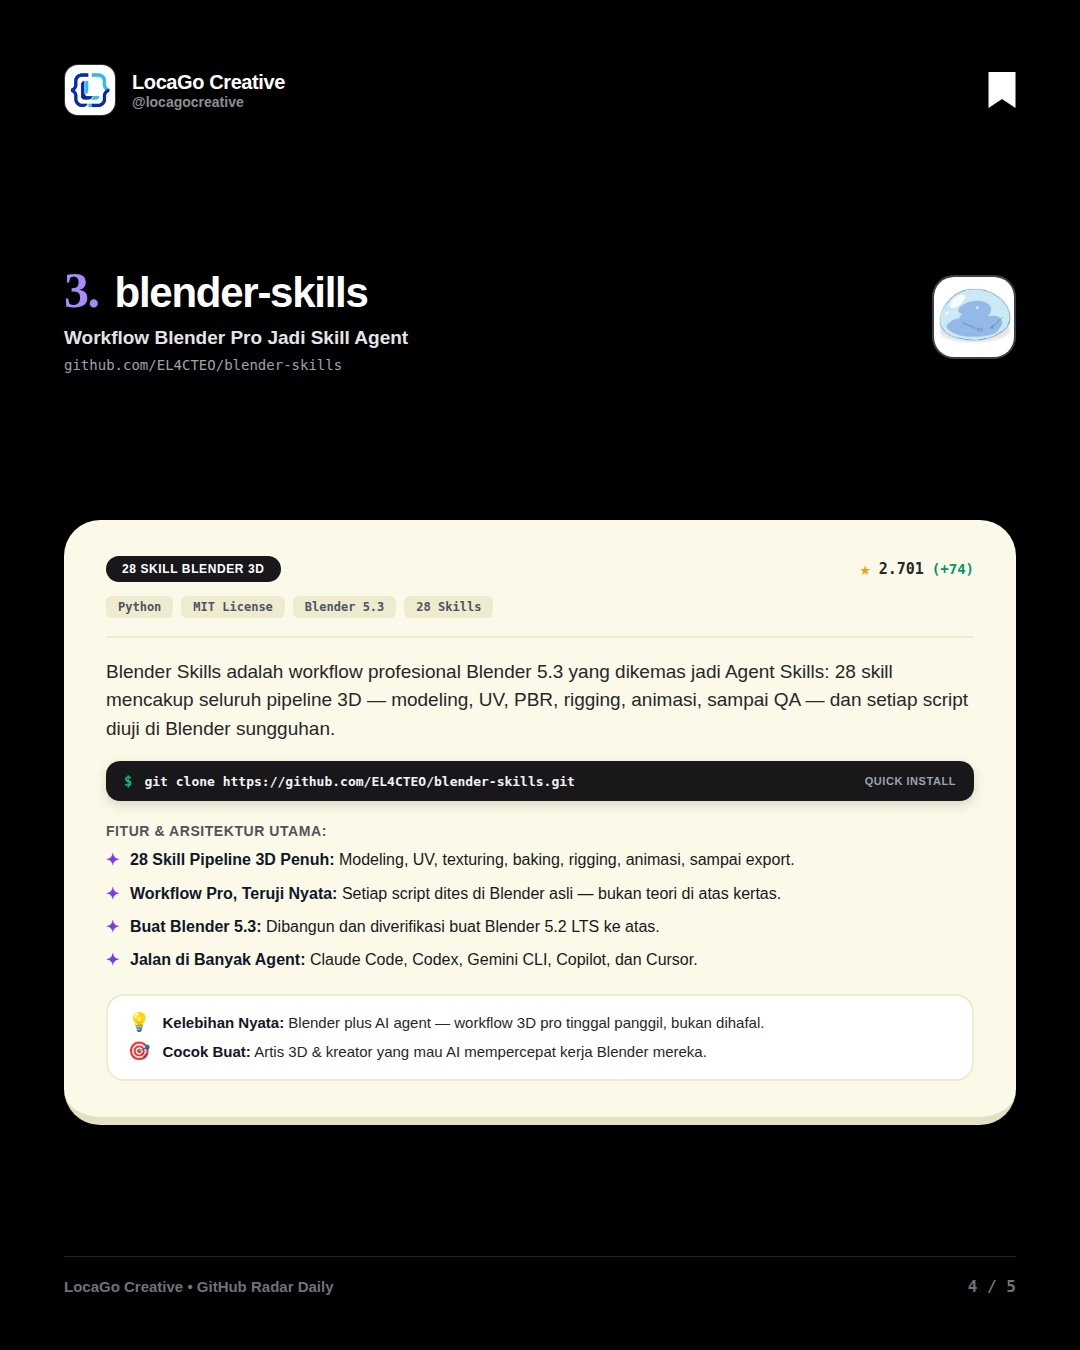 LocaGo Creative
@locagocreative
3. blender-skills
Workflow Blender Pro Jadi Skill Agent
github.com/EL4CTEO/blender-skills
28 SKILL BLENDER 3D
★ 2.701 (+74)
Python MIT License Blender 5.3 28 Skills
Blender Skills adalah workflow profesional Blender 5.3 yang dikemas jadi Agent Skills: 28 skill
mencakup seluruh pipeline 3D — modeling, UV, PBR, rigging, animasi, sampai QA — dan setiap script
diuji di Blender sungguhan.
$ git clone https://github.com/EL4CTEO/blender-skills.git QUICK INSTALL
FITUR & ARSITEKTUR UTAMA:
✦ 28 Skill Pipeline 3D Penuh: Modeling, UV, texturing, baking, rigging, animasi, sampai export.
✦ Workflow Pro, Teruji Nyata: Setiap script dites di Blender asli — bukan teori di atas kertas.
✦ Buat Blender 5.3: Dibangun dan diverifikasi buat Blender 5.2 LTS ke atas.
✦ Jalan di Banyak Agent: Claude Code, Codex, Gemini CLI, Copilot, dan Cursor.
💡 Kelebihan Nyata: Blender plus AI agent — workflow 3D pro tinggal panggil, bukan dihafal.
🎯 Cocok Buat: Artis 3D & kreator yang mau AI mempercepat kerja Blender mereka.
LocaGo Creative • GitHub Radar Daily
4 / 5